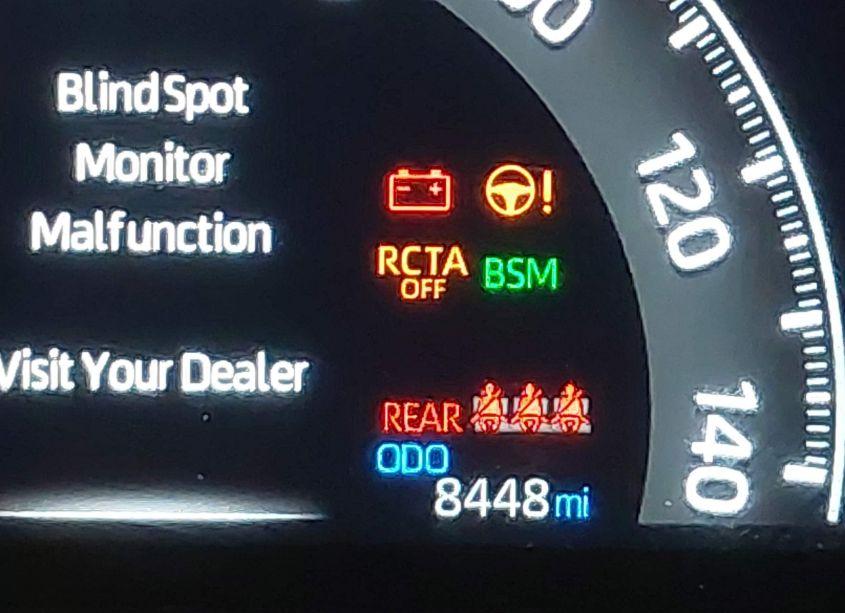 Blind Spot
Monitor
Malfunction
Visit Your Dealer
RCTA BSM
OFF
REAR
ODO
8448 mi
120
140